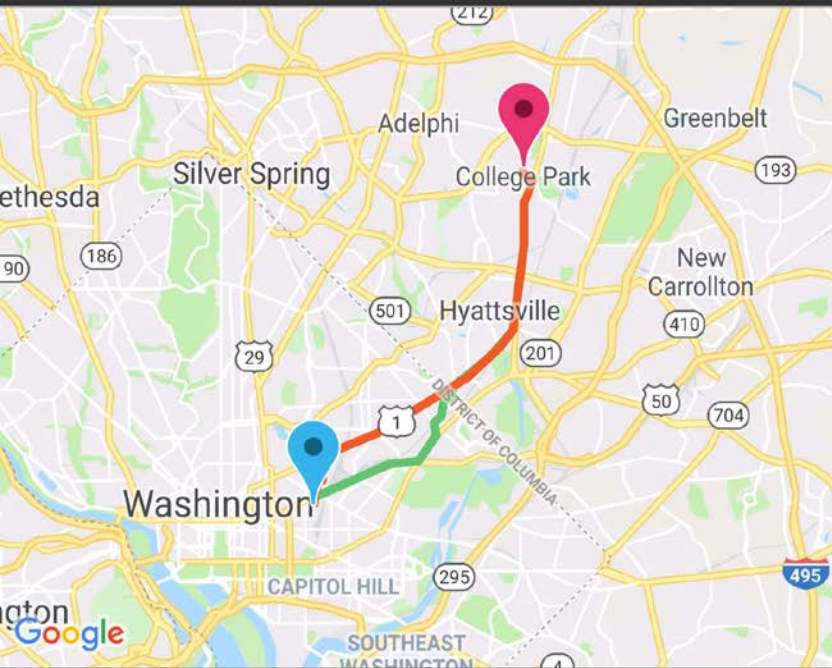 212
Adelphi
Greenbelt
Silver Spring
College Park
193
ethesda
186
90
New
Carrollton
501
Hyattsville
410
29
201
DISTRICT OF COLUMBIA
50
1
704
Washington
295
495
CAPITOL HILL
gton
Google
SOUTHEAST
WASHINGTON
4